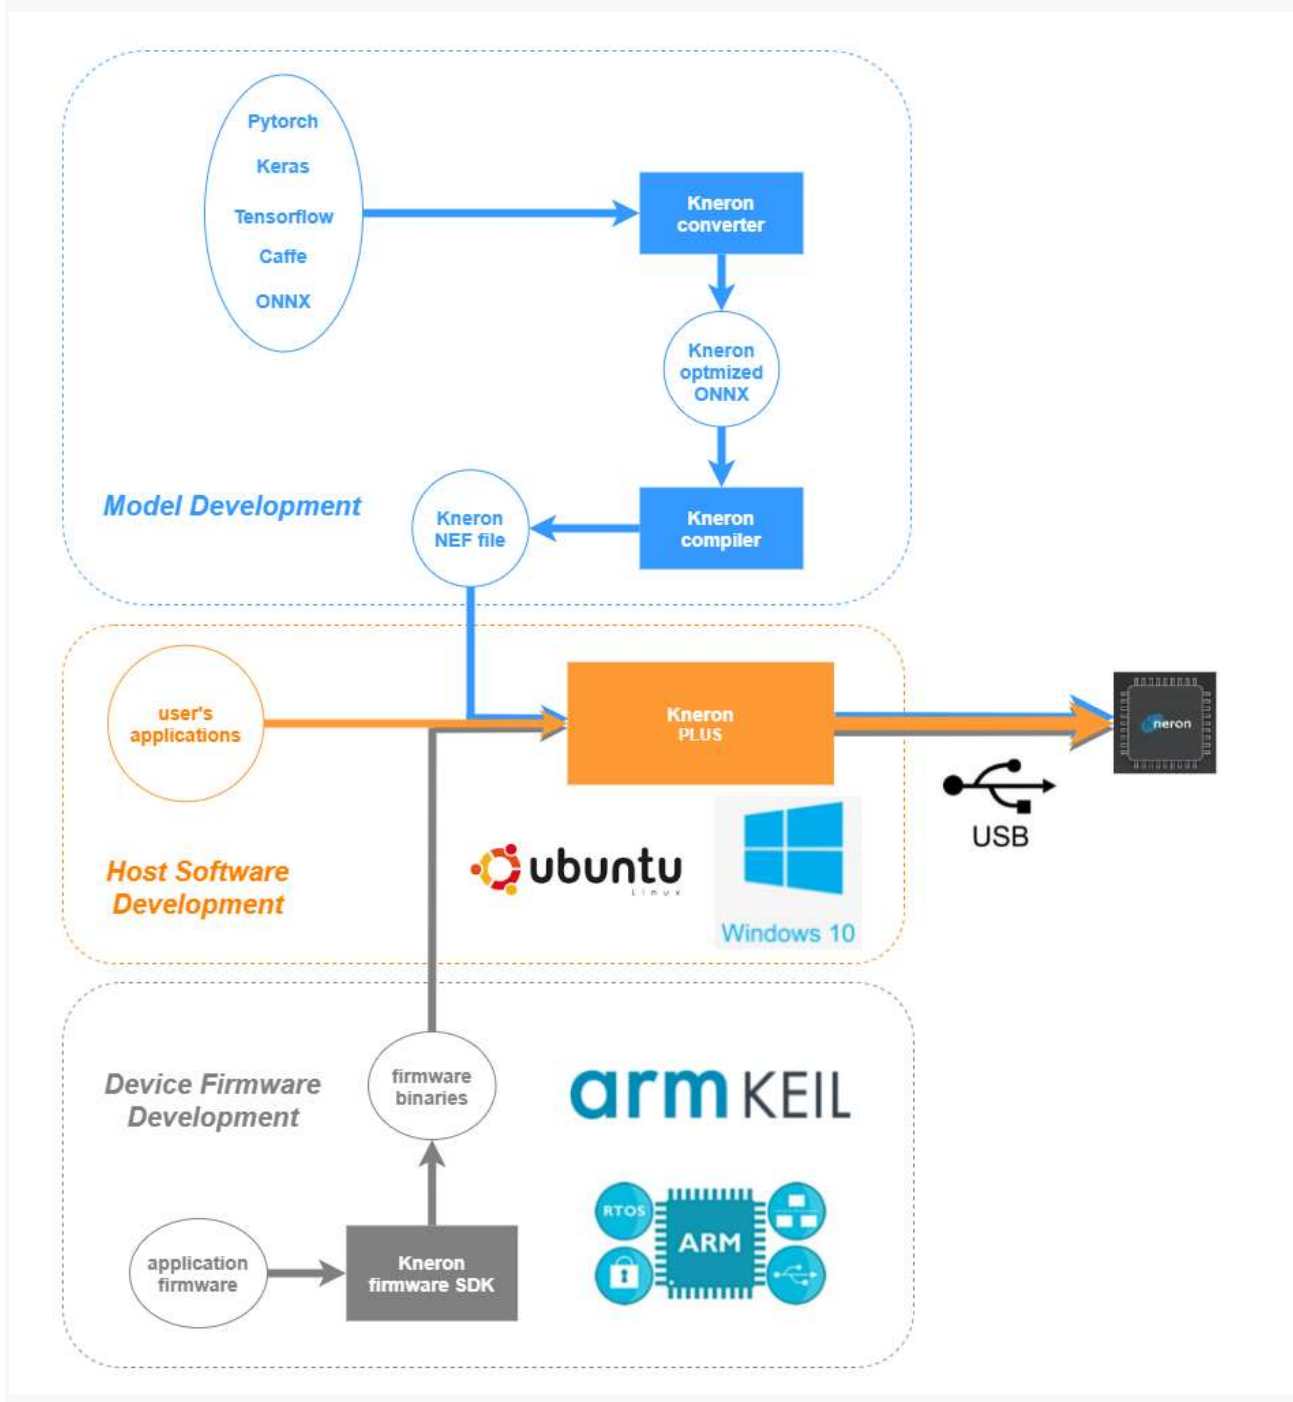 Pytorch
Keras
Tensorflow
Caffe
ONNX
Kneron
converter
Kneron
optmized
ONNX
Model Development
Kneron
NEF file
Kneron
compiler
user's
applications
Kneron
PLUS
neron
USB
Host Software
Development
ubuntu
Linux
Windows 10
Device Firmware
Development
firmware
binaries
arm KEIL
RTOS
ARM
application
firmware
Kneron
firmware SDK